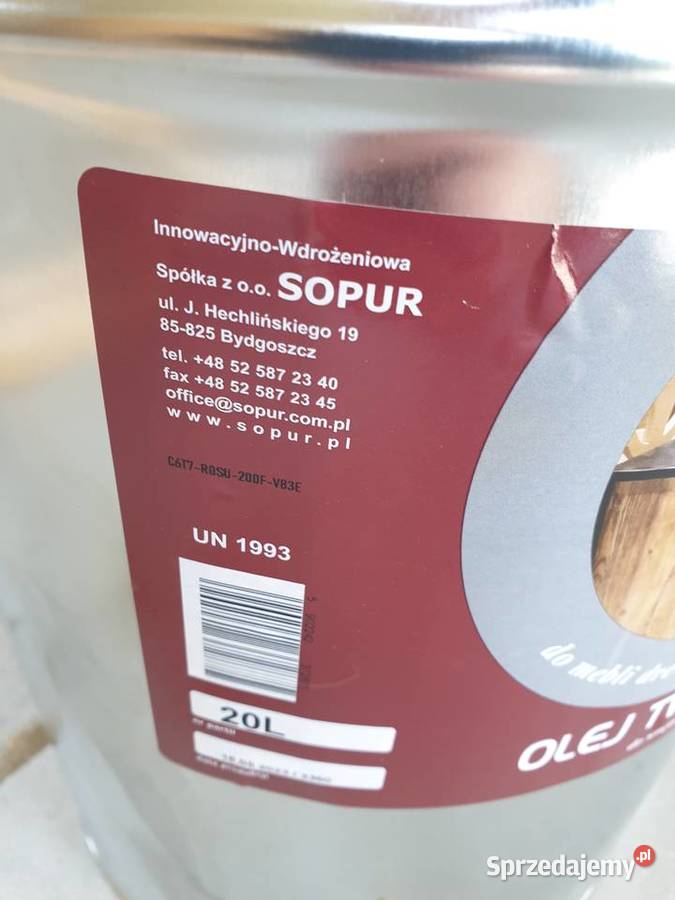 Innowacyjno-Wdrożeniowa
Spółka z o.o. SOPUR
ul. J. Hechlińskiego 19
85-825 Bydgoszcz
tel. +48 52 587 23 40
fax +48 52 587 23 45
office@sopur.com.pl
www.sopur.pl
C6T7-R0SU-200F-V83E
UN 1993
20L
nr partii
do mebli
OLEJ
Sprzedajemy.pl